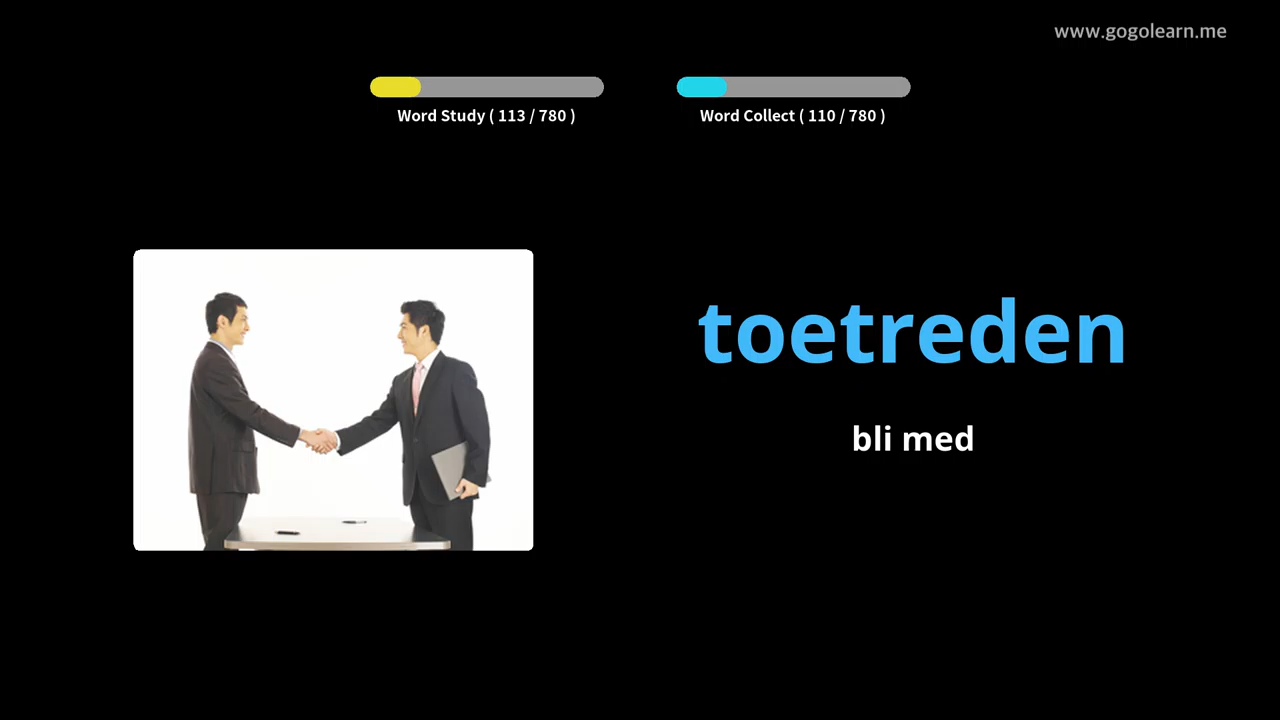 www.gogolearn.me
Word Study ( 113 / 780 )
Word Collect ( 110 / 780 )
toetreden
bli med